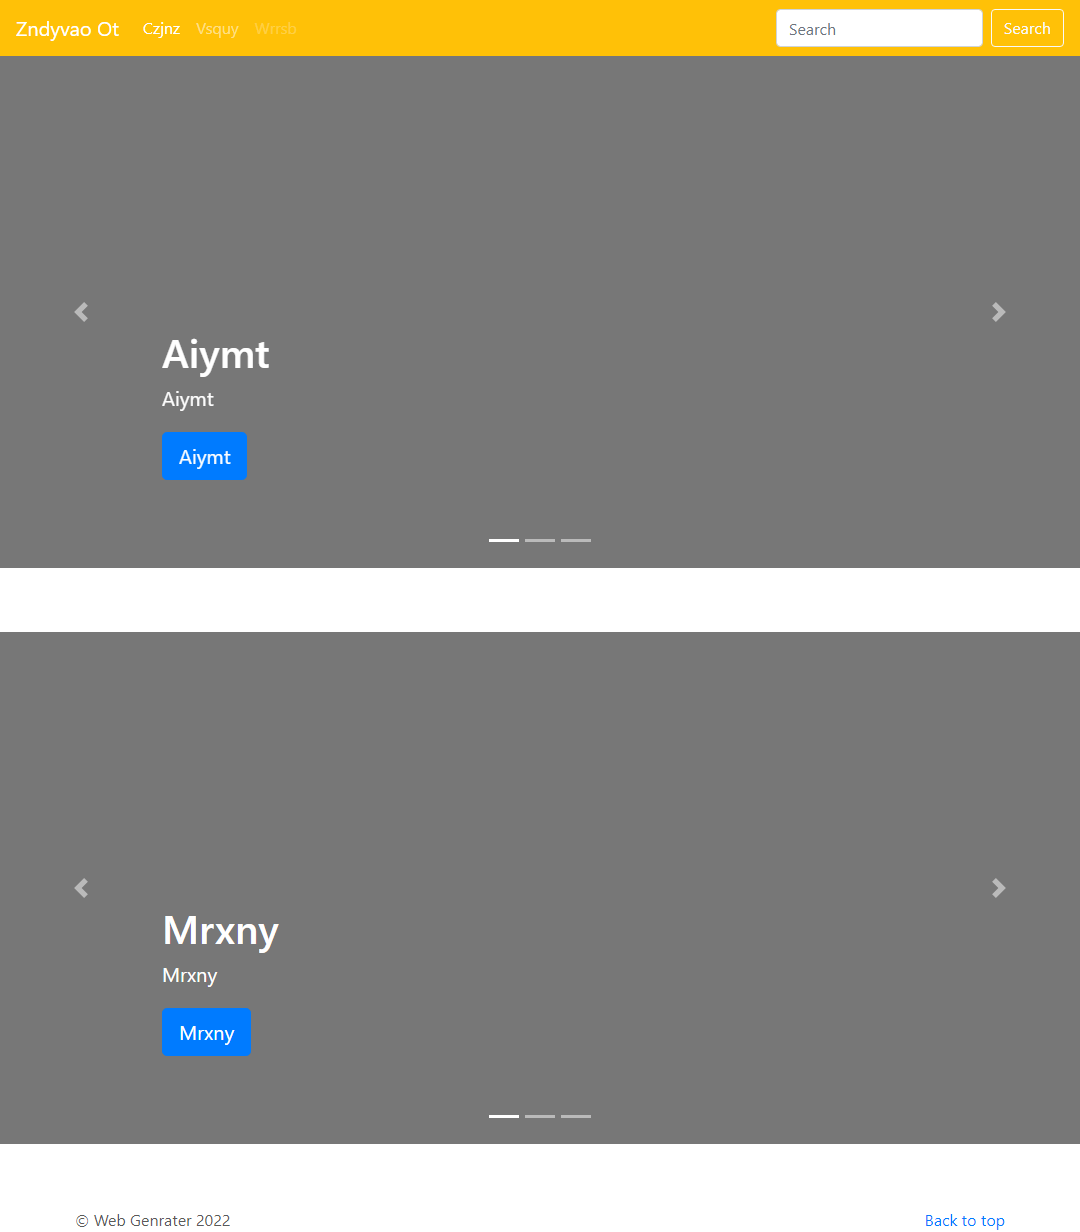 Zndyvao Ot Czjnz Vsquy Wrrsb Search Search
Aiymt
Aiymt
Aiymt
Mrxny
Mrxny
Mrxny
© Web Genrater 2022 Back to top